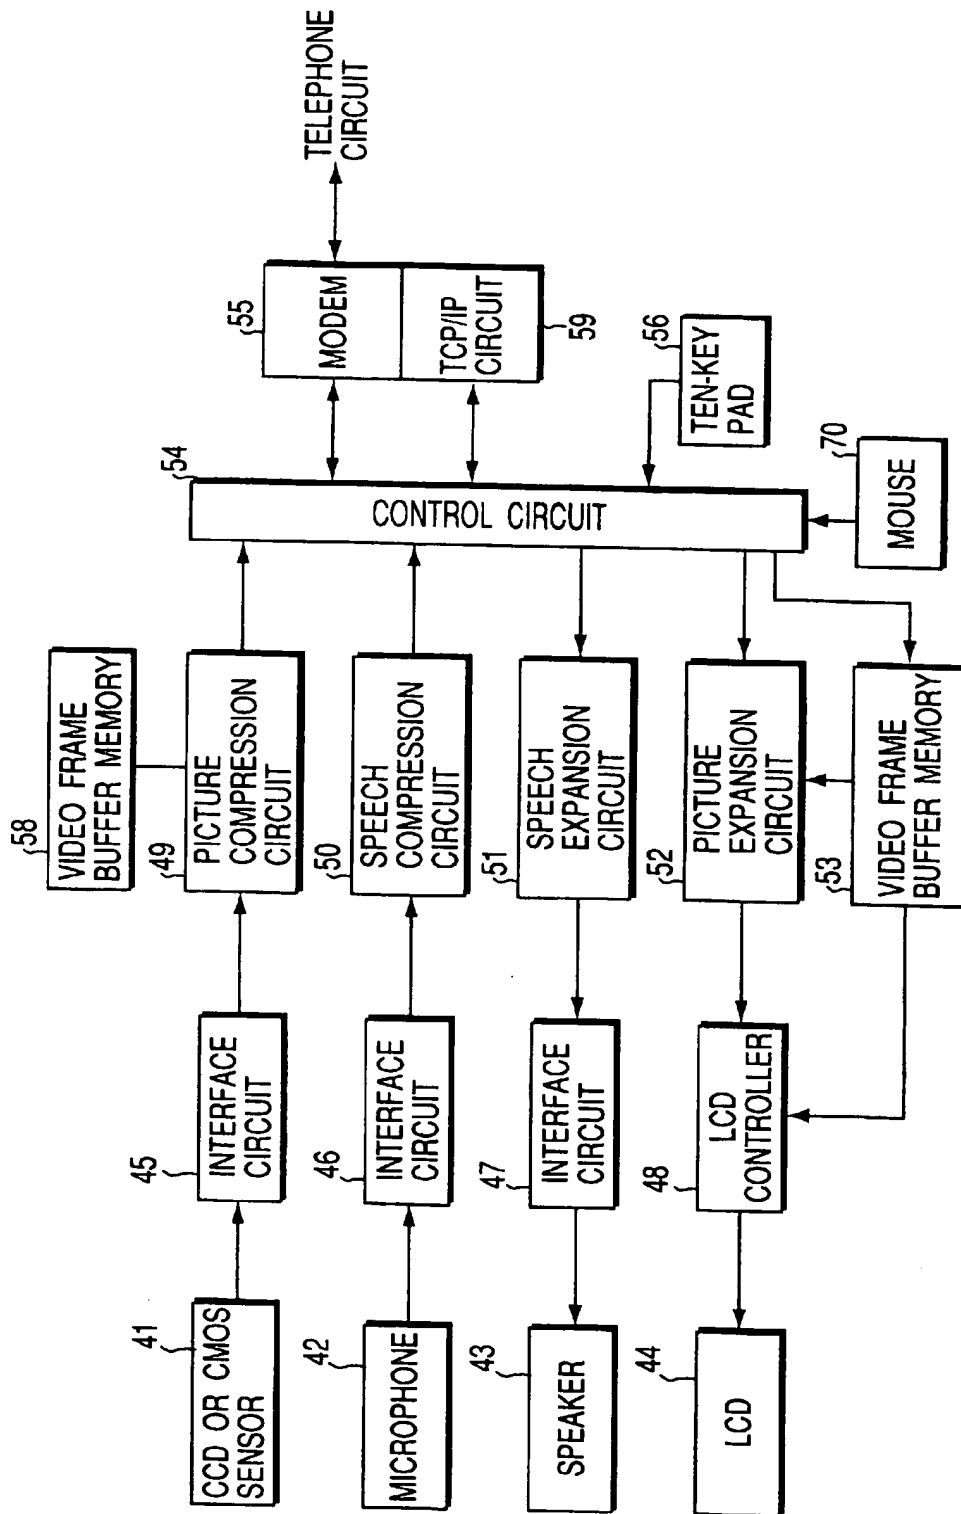 58
VIDEO FRAME
BUFFER MEMORY
41
CCD OR CMOS
SENSOR
45
INTERFACE
CIRCUIT
49
PICTURE
COMPRESSION
CIRCUIT
54
CONTROL CIRCUIT
55
MODEM
TELEPHONE
CIRCUIT
TCP/IP
CIRCUIT
59
42
MICROPHONE
46
INTERFACE
CIRCUIT
50
SPEECH
COMPRESSION
CIRCUIT
43
SPEAKER
47
INTERFACE
CIRCUIT
51
SPEECH
EXPANSION
CIRCUIT
56
TEN-KEY
PAD
44
LCD
48
LCD
CONTROLLER
52
PICTURE
EXPANSION
CIRCUIT
70
MOUSE
53
VIDEO FRAME
BUFFER MEMORY